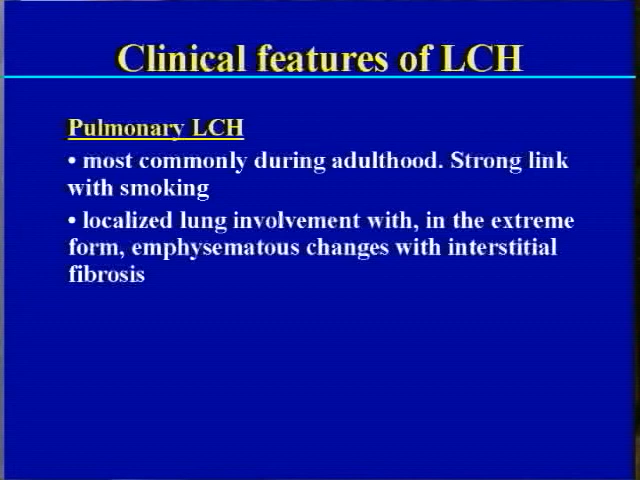 Clinical features of LCH
Pulmonary LCH
• most commonly during adulthood. Strong link
with smoking
• localized lung involvement with, in the extreme
form, emphysematous changes with interstitial
fibrosis